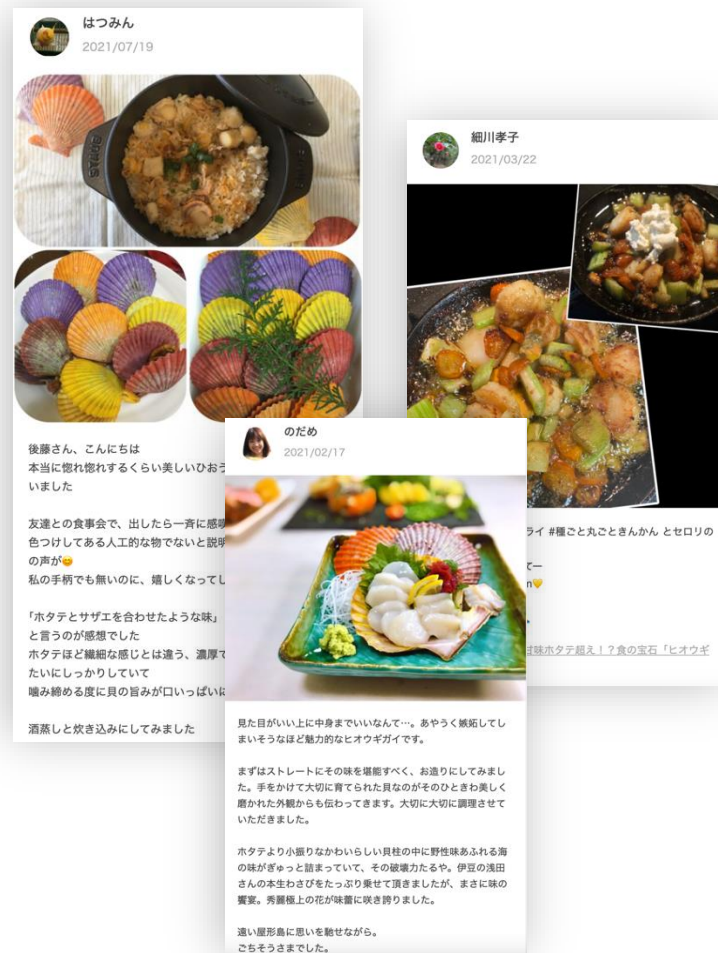 はつみん
2021/07/19
後藤さん、こんにちは
本当に惚れ惚れするくらい美しいひおう
いました
友達との食事会で、出したら一斉に感嘆
色つけしてある人工的な物でないと説明
の声が😊
私の手柄でも無いのに、嬉しくなってし
「ホタテとサザエを合わせたような味」
と言うのが感想でした
ホタテほど繊細な感じとは違う、濃厚で
たいにしっかりしていて
噛み締める度に貝の旨みが口いっぱいに
酒蒸しと炊き込みにしてみました
細川孝子
2021/03/22
ライ #種ごと丸ごときんかん とセロリの
てー
n💛
甘味ホタテ超え！？食の宝石「ヒオウギ
のだめ
2021/02/17
見た目がいい上に中身までいいなんて…。あやうく嫉妬してし
まいそうなほど魅力的なヒオウギガイです。
まずはストレートにその味を堪能すべく、お造りにしてみまし
た。手をかけて大切に育てられた貝なのがそのひときわ美しく
磨かれた外観からも伝わってきます。大切に大切に調理させて
いただきました。
ホタテより小振りなかわいらしい貝柱の中に野性味あふれる海
の味がぎゅっと詰まっていて、その破壊力たるや。伊豆の浅田
さんの本生わさびをたっぷり乗せて頂きましたが、まさに味の
饗宴。秀麗極上の花が味蕾に咲き誇りました。
遠い屋形島に思いを馳せながら。
ごちそうさまでした。